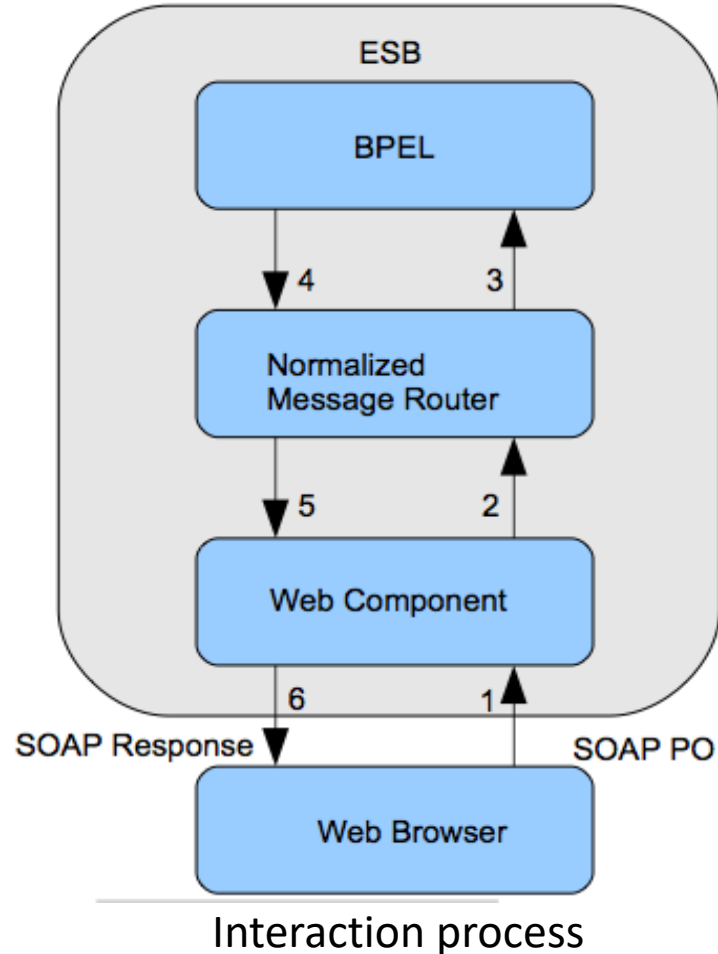 ESB
BPEL
4
3
Normalized
Message Router
5
2
Web Component
6
1
SOAP Response
SOAP PO
Web Browser
Interaction process